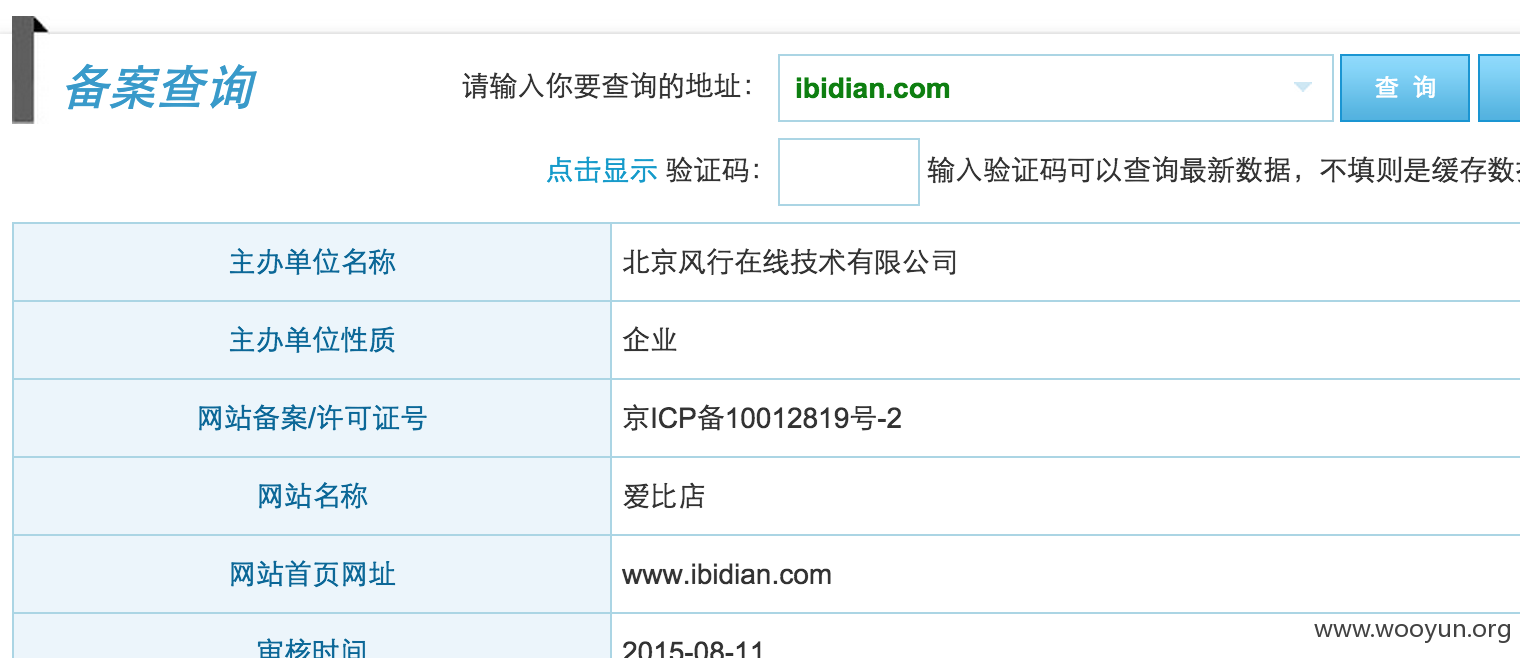 备案查询
请输入你要查询的地址：
ibidian.com
查 询
点击显示 验证码：
输入验证码可以查询最新数据，不填则是缓存数据
主办单位名称 北京风行在线技术有限公司
主办单位性质 企业
网站备案/许可证号 京ICP备10012819号-2
网站名称 爱比店
网站首页网址 www.ibidian.com
审核时间 2015-08-11
www.wooyun.org